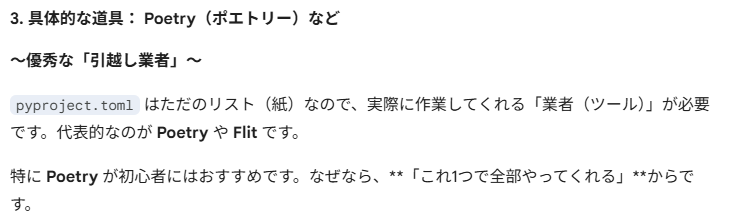 3. 具体的な道具： Poetry（ポエトリー）など
〜優秀な「引越し業者」〜
pyproject.toml はただのリスト（紙）なので、実際に作業してくれる「業者（ツール）」が必要
です。代表的なのが Poetry や Flit です。
特に Poetry が初心者にはおすすめです。なぜなら、**「これ1つで全部やってくれる」**からで
す。